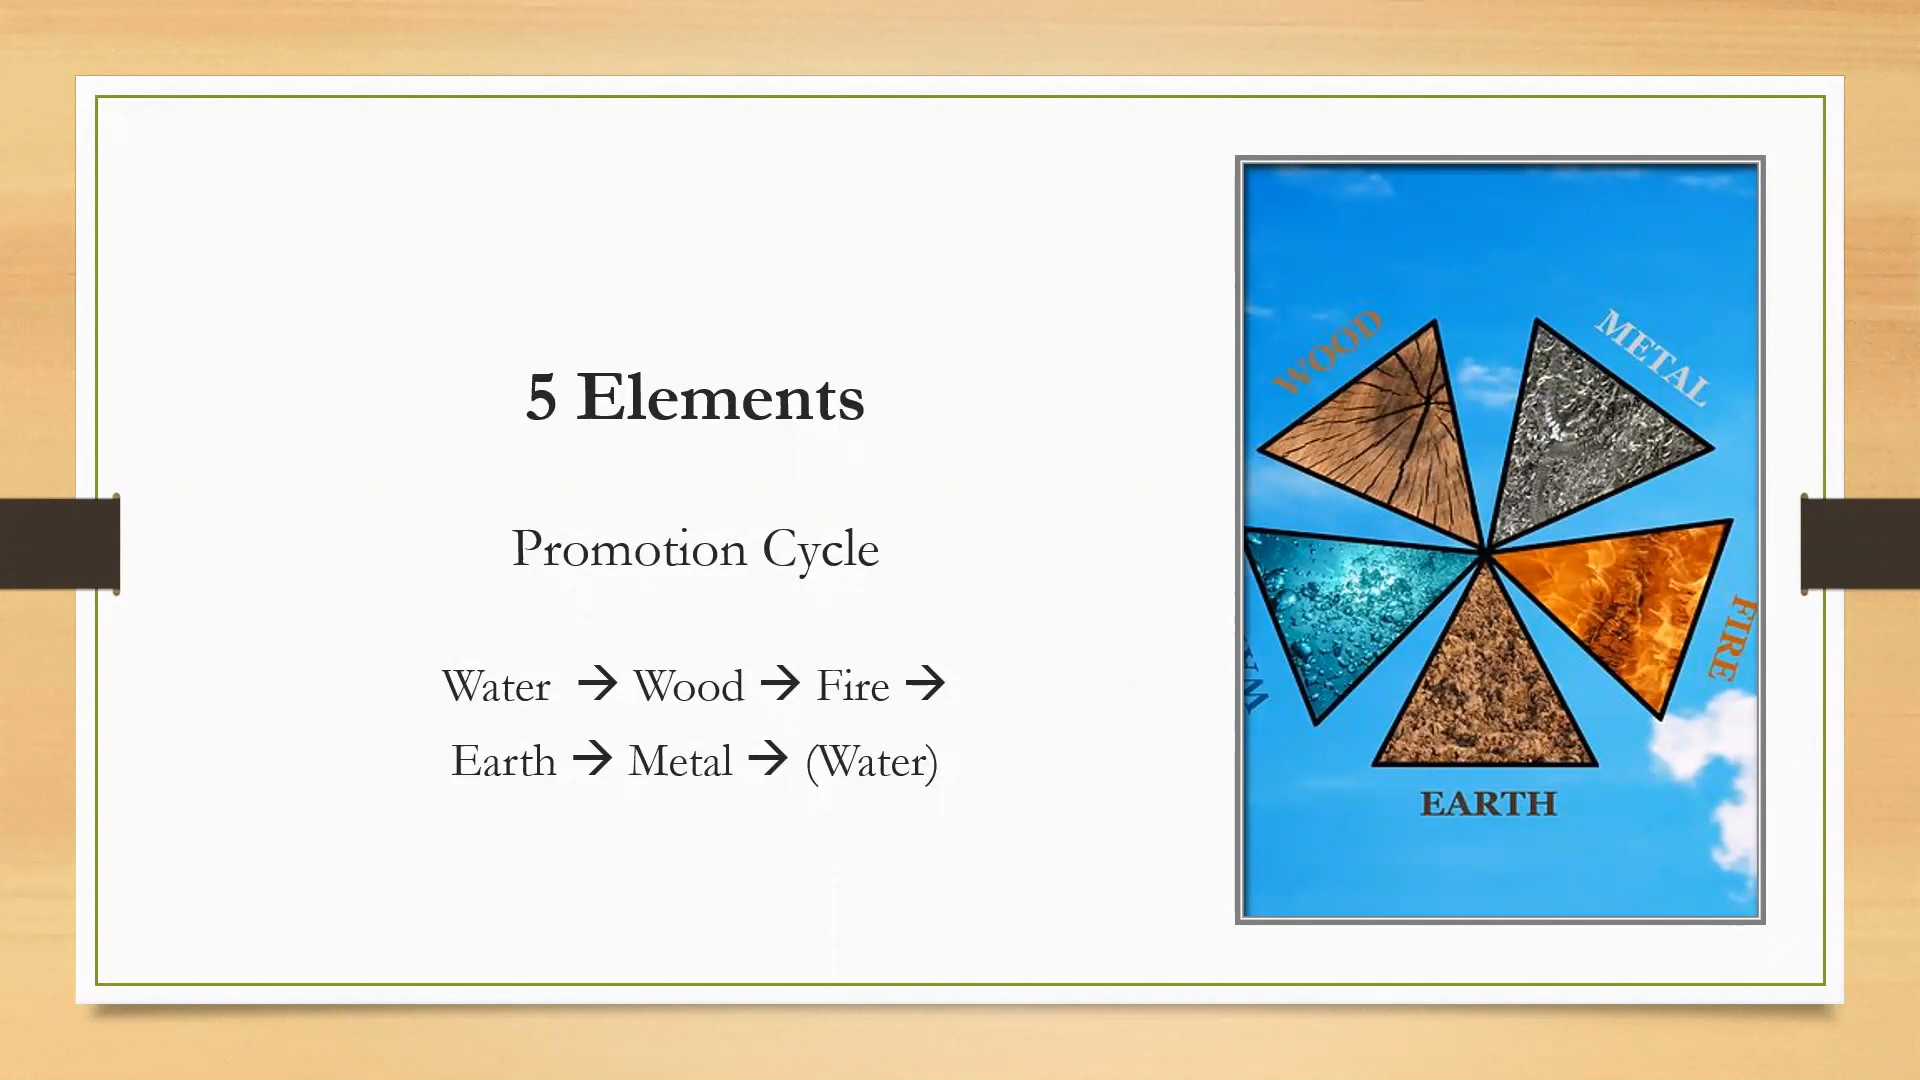 5 Elements
Promotion Cycle
Water → Wood → Fire →
Earth → Metal → (Water)
WOOD
METAL
FIRE
EARTH